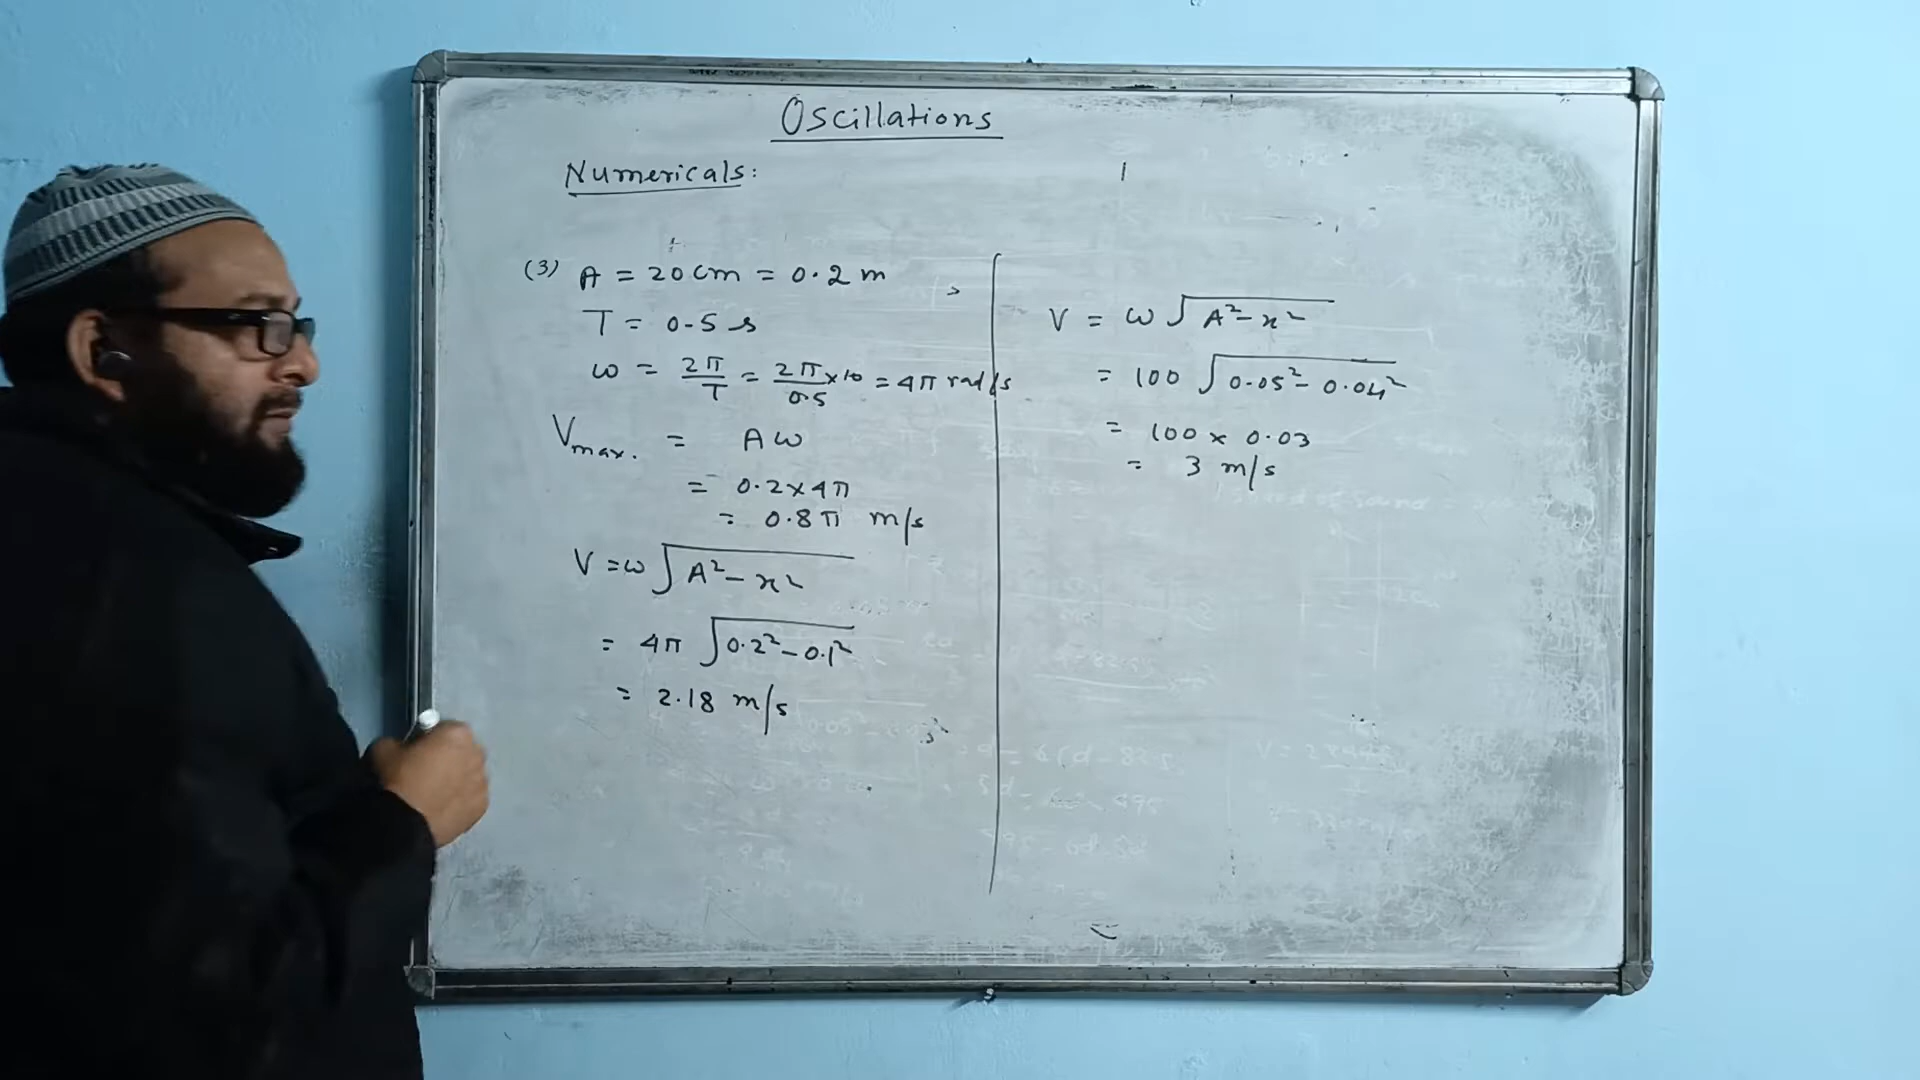 Oscillations
Numericals:
(3) A = 20 cm = 0.2 m
T = 0.5 s
ω = 2π/T = 2π/0.5 × 10 = 4π rad/s
Vmax. = Aω
= 0.2 × 4π
= 0.8π m/s
V = ω √(A² − x²)
= 4π √(0.2² − 0.1²)
= 2.18 m/s
V = ω √(A² − x²)
= 100 √(0.05² − 0.04²)
= 100 × 0.03
= 3 m/s